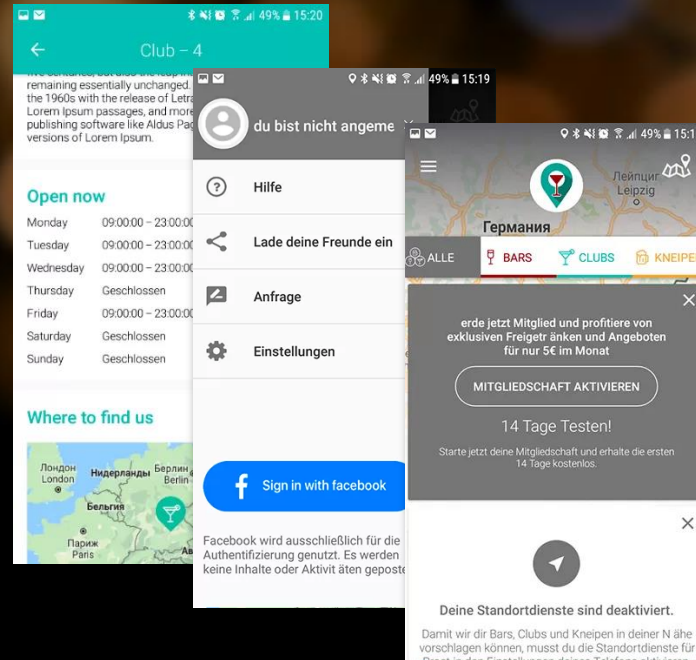 49% 15:20
Club – 4
remaining essentially unchanged.
the 1960s with the release of Letra
Lorem Ipsum passages, and more
publishing software like Aldus Pag
versions of Lorem Ipsum.
Open now
Monday 09:00:00 – 23:00:00
Tuesday 09:00:00 – 23:00:00
Wednesday 09:00:00 – 23:00:00
Thursday Geschlossen
Friday 09:00:00 – 23:00:00
Saturday Geschlossen
Sunday Geschlossen
Where to find us
Лондон
London
Нидерланды
Берлин
Berlin
Бельгия
Париж
Paris
Ав
49% 15:19
du bist nicht angeme
Hilfe
Lade deine Freunde ein
Anfrage
Einstellungen
Sign in with facebook
Facebook wird ausschließlich für die
Authentifizierung genutzt. Es werden
keine Inhalte oder Aktivit äten geposte
49% 15:1
Лейпциг
Leipzig
Германия
ALLE BARS CLUBS KNEIPE
erde jetzt Mitglied und profitiere von
exklusiven Freigetr änken und Angeboten
für nur 5€ im Monat
MITGLIEDSCHAFT AKTIVIEREN
14 Tage Testen!
Starte jetzt deine Mitgliedschaft und erhalte die ersten
14 Tage kostenlos.
Deine Standortdienste sind deaktiviert.
Damit wir dir Bars, Clubs und Kneipen in deiner N ähe
vorschlagen können, musst du die Standortdienste für